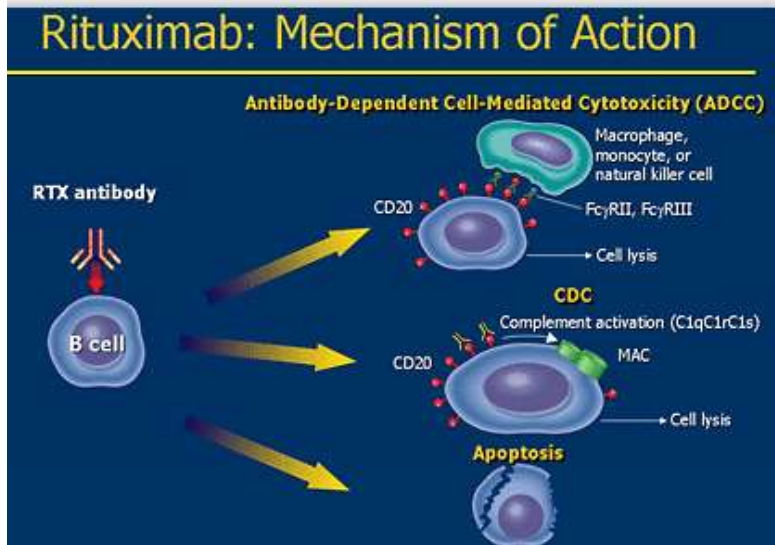 Rituximab: Mechanism of Action
Antibody-Dependent Cell-Mediated Cytotoxicity (ADCC)
RTX antibody
B cell
CD20
Macrophage,
monocyte, or
natural killer cell
FcγRII, FcγRIII
Cell lysis
CDC
Complement activation (C1qC1rC1s)
CD20
MAC
Cell lysis
Apoptosis